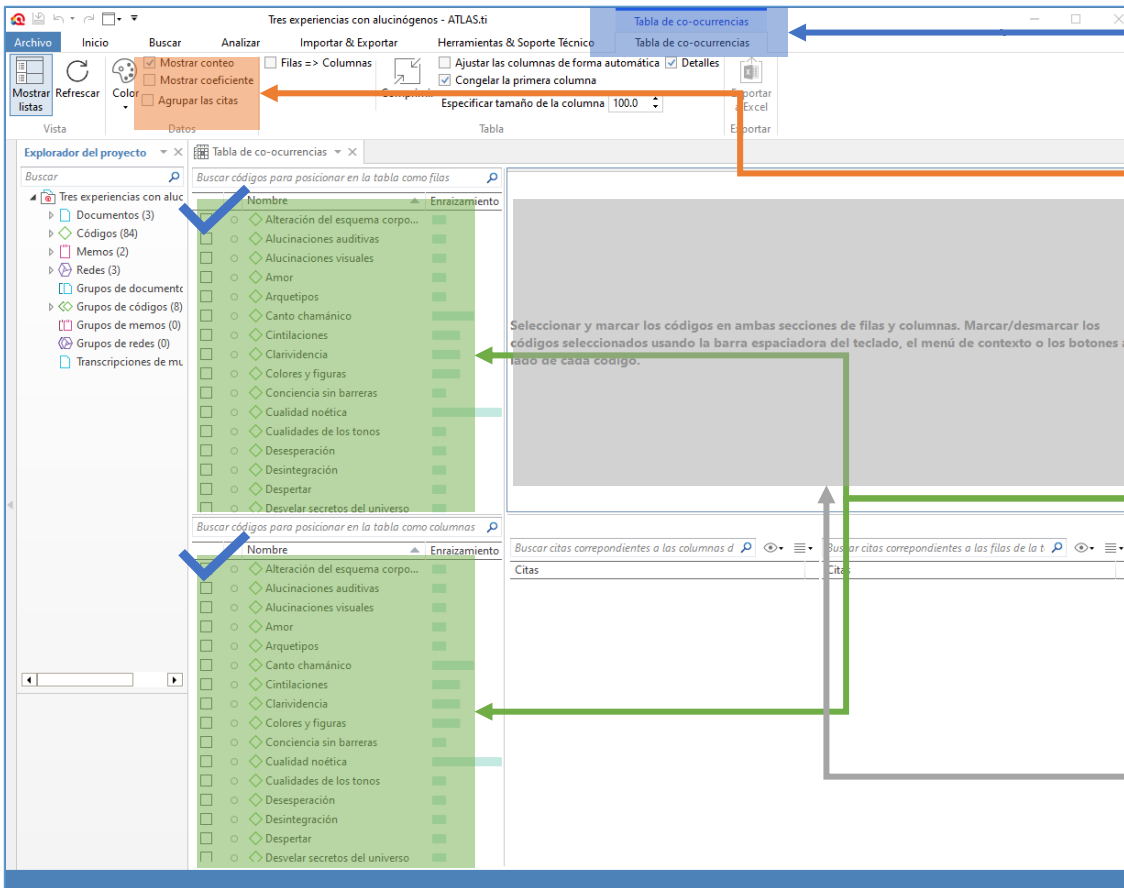 Tres experiencias con alucinógenos - ATLAS.ti
Tabla de co-ocurrencias
Archivo Inicio Buscar Analizar Importar & Exportar Herramientas & Soporte Técnico Tabla de co-ocurrencias
Mostrar listas
Refrescar
Color
Mostrar conteo
Mostrar coeficiente
Agrupar las citas
Filas => Columnas
Ajustar las columnas de forma automática
Detalles
Congelar la primera columna
Especificar tamaño de la columna 100.0
Vista Datos Tabla Exportar
Explorador del proyecto
Tabla de co-ocurrencias
Buscar
Tres experiencias con aluc
Documentos (3)
Códigos (84)
Memos (2)
Redes (3)
Grupos de documento
Grupos de códigos (8)
Grupos de memos (0)
Grupos de redes (0)
Transcripciones de mu
Buscar códigos para posicionar en la tabla como filas
Nombre Enraizamiento
Alteración del esquema corpo...
Alucinaciones auditivas
Alucinaciones visuales
Amor
Arquetipos
Canto chamánico
Cintilaciones
Clarividencia
Colores y figuras
Conciencia sin barreras
Cualidad noética
Cualidades de los tonos
Desesperación
Desintegración
Despertar
Desvelar secretos del universo
Seleccionar y marcar los códigos en ambas secciones de filas y columnas. Marcar/desmarcar los
códigos seleccionados usando la barra espaciadora del teclado, el menú de contexto o los botones a
lado de cada código.
Buscar códigos para posicionar en la tabla como columnas
Nombre Enraizamiento
Alteración del esquema corpo...
Alucinaciones auditivas
Alucinaciones visuales
Amor
Arquetipos
Canto chamánico
Cintilaciones
Clarividencia
Colores y figuras
Conciencia sin barreras
Cualidad noética
Cualidades de los tonos
Desesperación
Desintegración
Despertar
Desvelar secretos del universo
Buscar citas correpondientes a las columnas d
Buscar citas correpondientes a las filas de la t
Citas
Citas